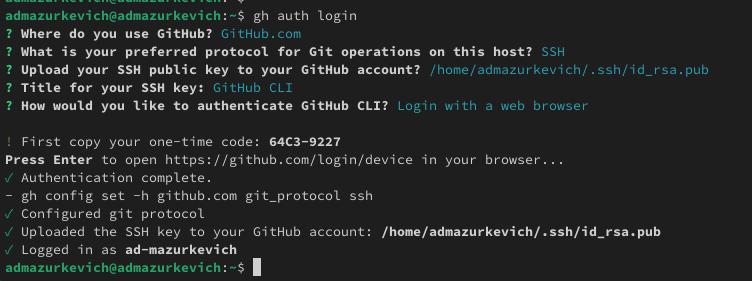 admazurkevich@admazurkevich:~$ gh auth login
? Where do you use GitHub? GitHub.com
? What is your preferred protocol for Git operations on this host? SSH
? Upload your SSH public key to your GitHub account? /home/admazurkevich/.ssh/id_rsa.pub
? Title for your SSH key: GitHub CLI
? How would you like to authenticate GitHub CLI? Login with a web browser
! First copy your one-time code: 64C3-9227
Press Enter to open https://github.com/login/device in your browser...
✓ Authentication complete.
- gh config set -h github.com git_protocol ssh
✓ Configured git protocol
✓ Uploaded the SSH key to your GitHub account: /home/admazurkevich/.ssh/id_rsa.pub
✓ Logged in as ad-mazurkevich
admazurkevich@admazurkevich:~$